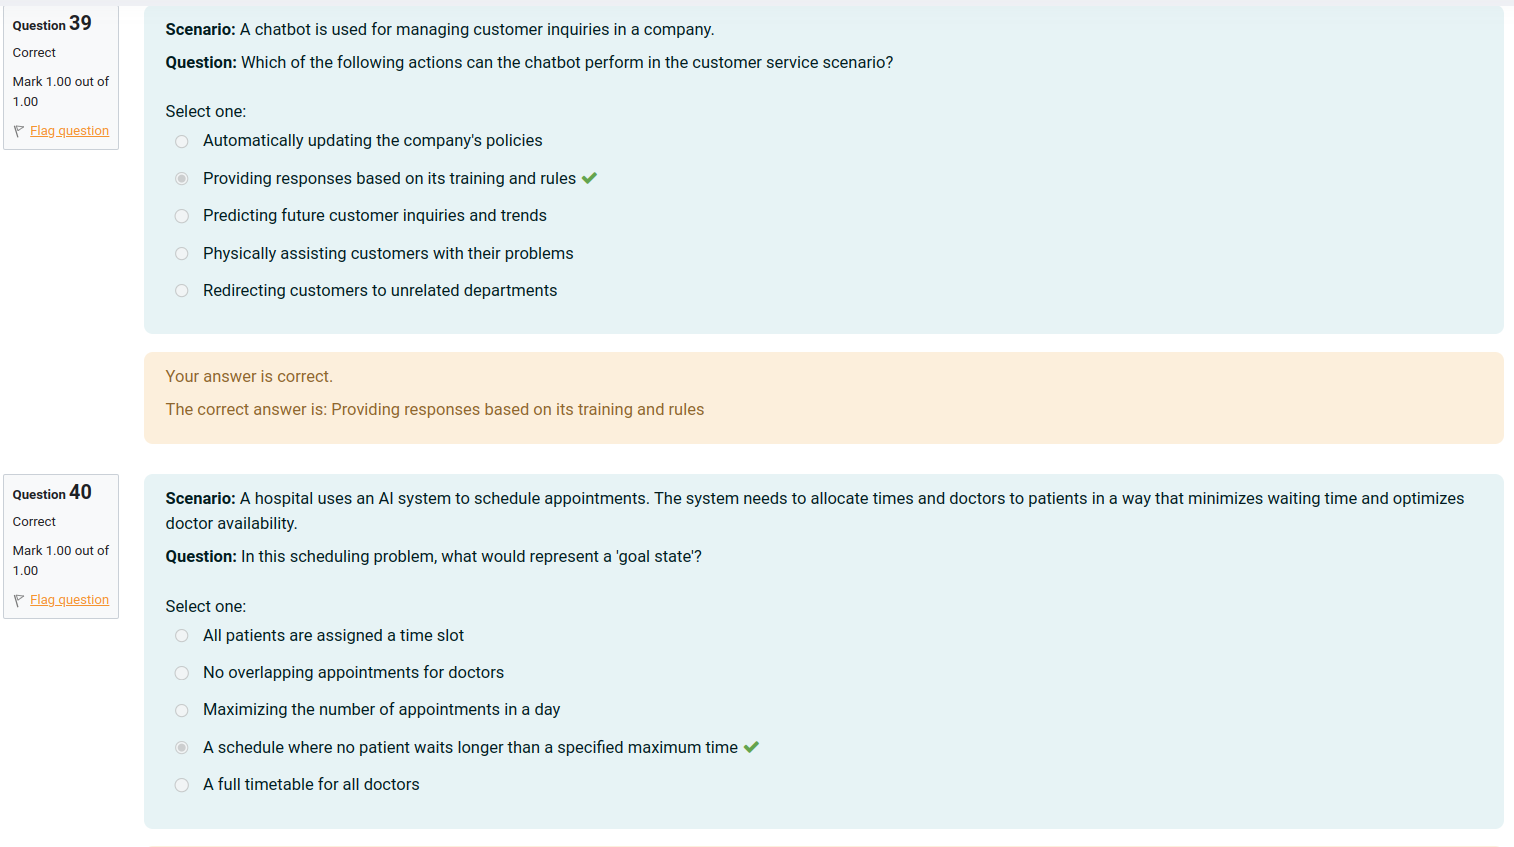 Question 39
Correct
Mark 1.00 out of
1.00
Flag question
Scenario: A chatbot is used for managing customer inquiries in a company.
Question: Which of the following actions can the chatbot perform in the customer service scenario?
Select one:
Automatically updating the company's policies
Providing responses based on its training and rules
Predicting future customer inquiries and trends
Physically assisting customers with their problems
Redirecting customers to unrelated departments
Your answer is correct.
The correct answer is: Providing responses based on its training and rules
Question 40
Correct
Mark 1.00 out of
1.00
Flag question
Scenario: A hospital uses an AI system to schedule appointments. The system needs to allocate times and doctors to patients in a way that minimizes waiting time and optimizes
doctor availability.
Question: In this scheduling problem, what would represent a 'goal state'?
Select one:
All patients are assigned a time slot
No overlapping appointments for doctors
Maximizing the number of appointments in a day
A schedule where no patient waits longer than a specified maximum time
A full timetable for all doctors